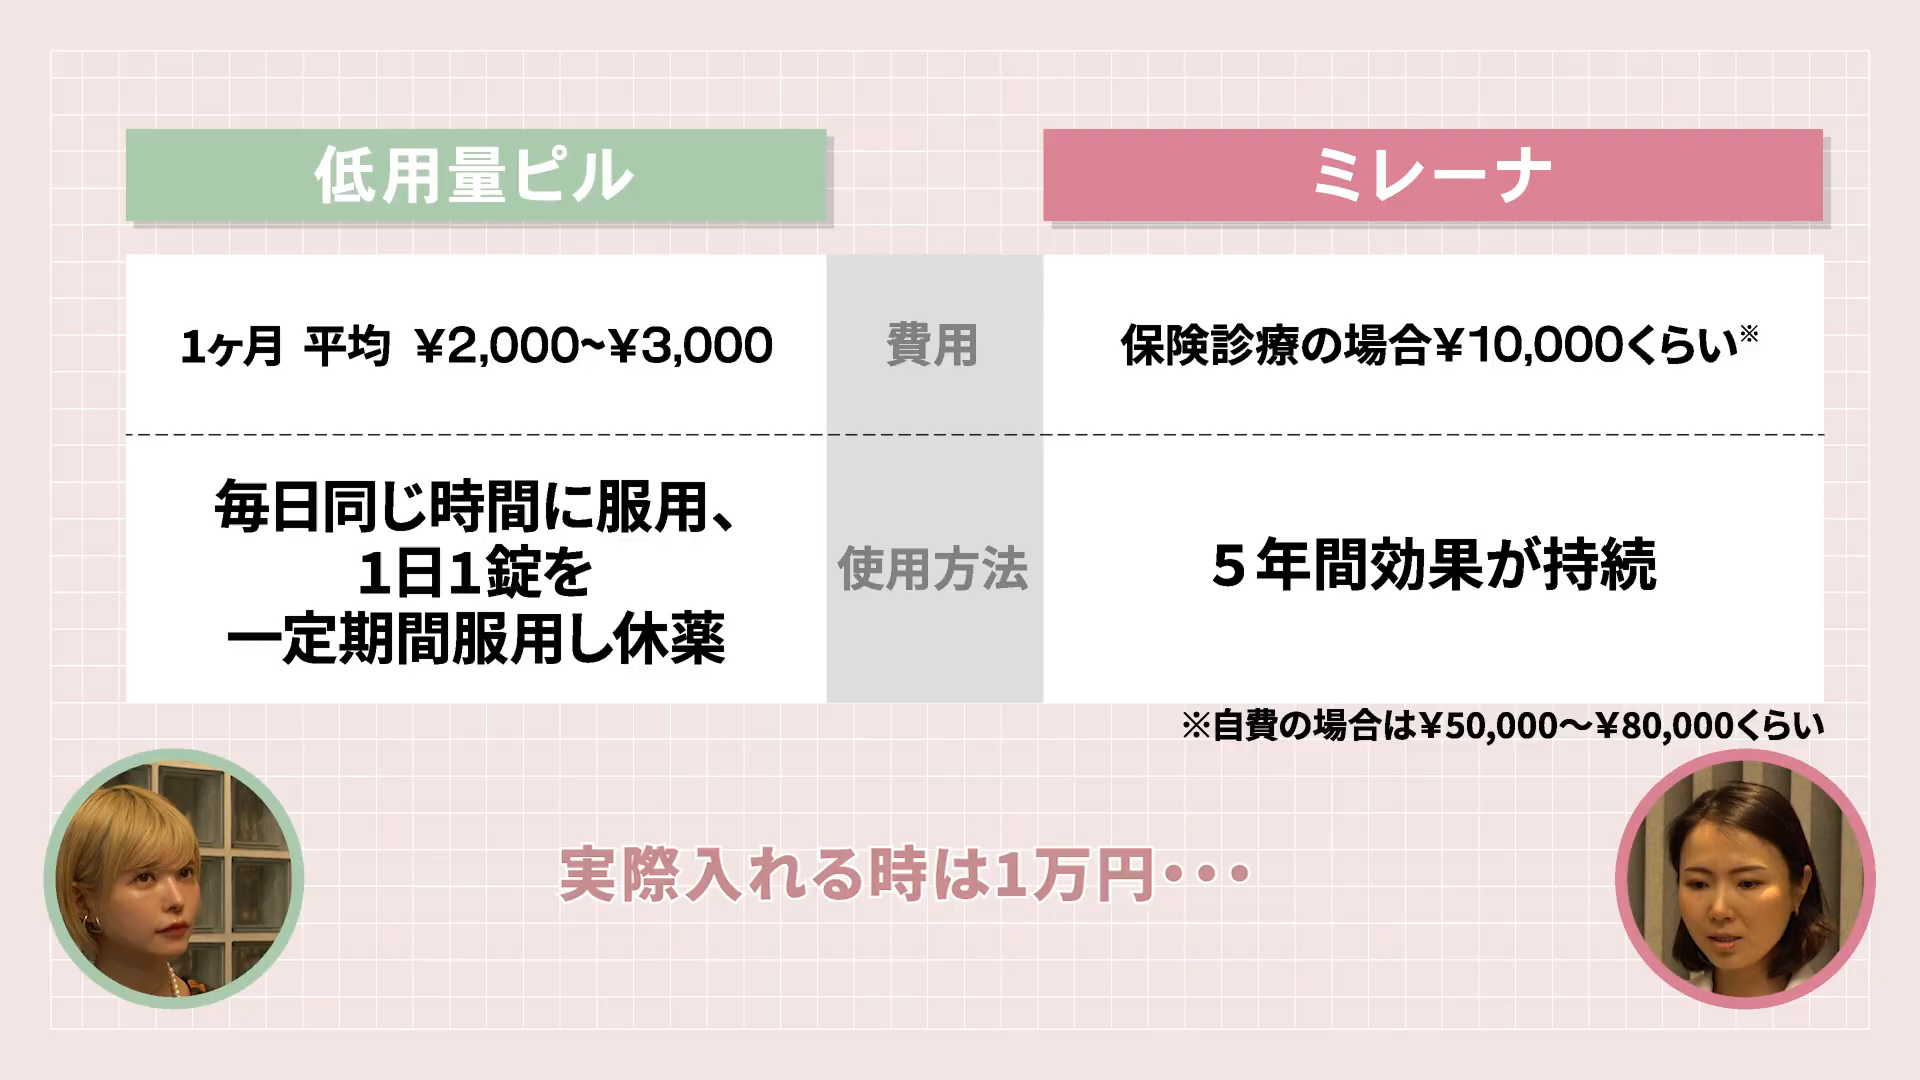 低用量ピル
ミレーナ
1ヶ月 平均 ¥2,000~¥3,000
費用
保険診療の場合¥10,000くらい※
毎日同じ時間に服用、
1日1錠を
一定期間服用し休薬
使用方法
5年間効果が持続
※自費の場合は¥50,000～¥80,000くらい
実際入れる時は1万円・・・